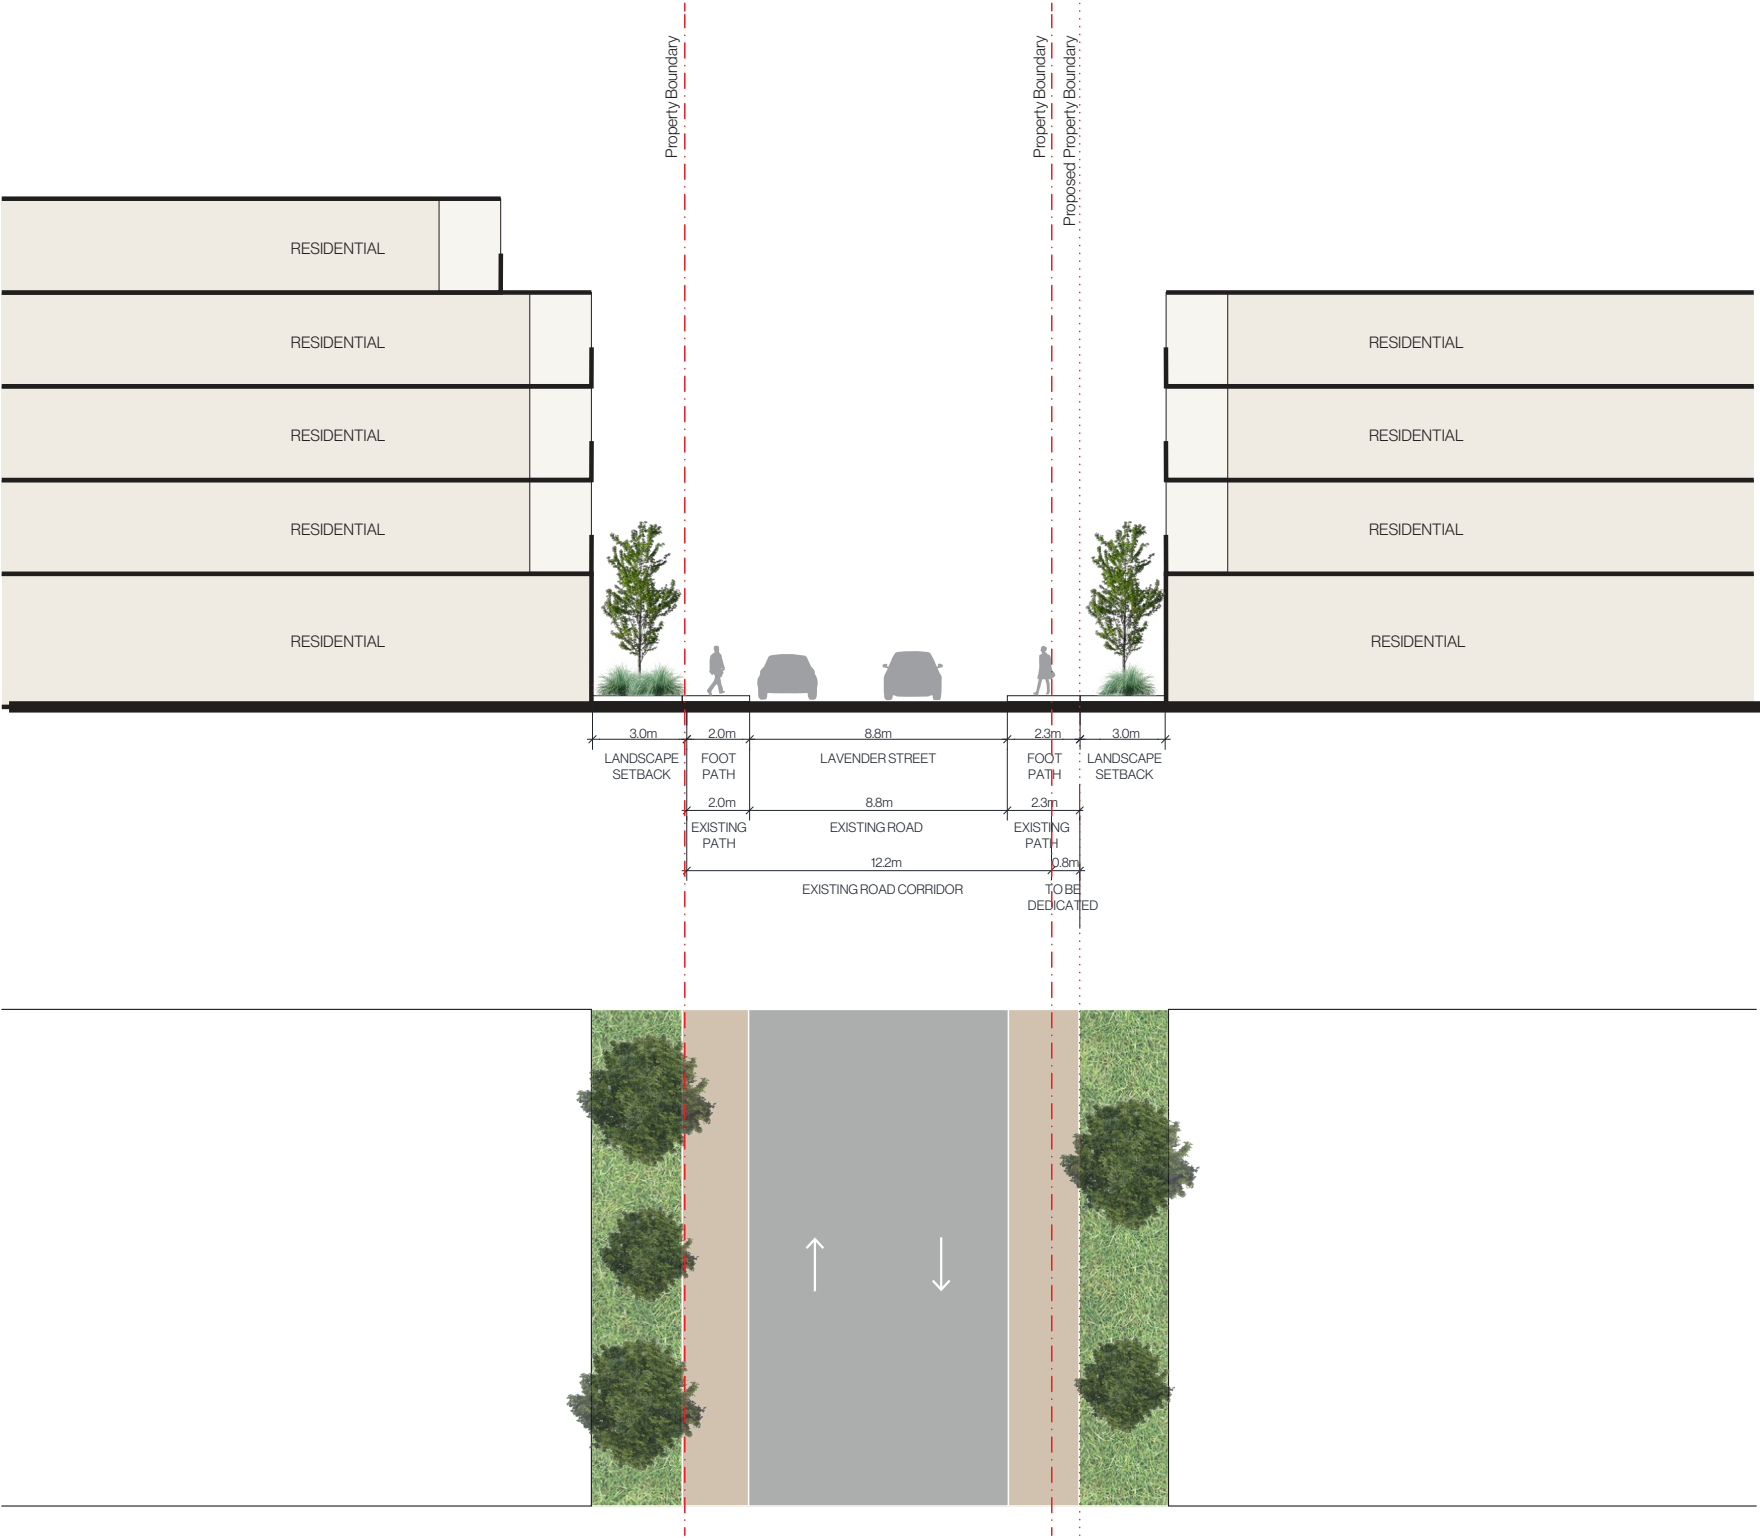 Property Boundary
Property Boundary
Proposed Property Boundary
RESIDENTIAL
RESIDENTIAL
RESIDENTIAL
RESIDENTIAL
RESIDENTIAL
RESIDENTIAL
RESIDENTIAL
RESIDENTIAL
RESIDENTIAL
3.0m
2.0m
8.8m
2.3m
3.0m
LANDSCAPE
SETBACK
FOOT
PATH
LAVENDER STREET
FOOT
PATH
LANDSCAPE
SETBACK
2.0m
8.8m
2.3m
EXISTING
PATH
EXISTING ROAD
EXISTING
PATH
12.2m
0.8m
EXISTING ROAD CORRIDOR
TO BE
DEDICATED